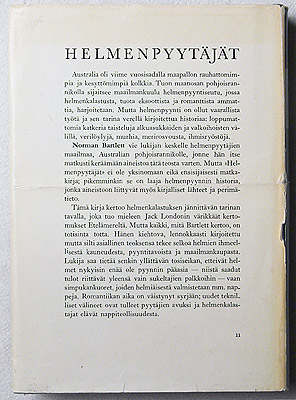 HELMENPYYTÄJÄT
Australia oli viime vuosisadalla maapallon rauhattomim-
pia ja kesyttömimpiä kolkkia. Tuon maanosan pohjoisran-
nikolla sijaitsee maailmankuulu helmenpyyntiseutu, jossa
helmenkalastusta, tuota eksoottista ja romanttista ammat-
tia, harjoitetaan. Mutta helmenpyynti on ollut vaarallista
työtä ja sen tarina verellä kirjoitettua historiaa: loppumat-
tomia katkeria taisteluja alkuasukkaiden ja valkoihoisten vä-
lillä, verilöylyjä, murhia, merirosvousta, ihmisryöstöjä.
Norman Bartlett vie lukijan keskelle helmenpyytäjien
maailmaa, Australian pohjoisrannikolle, jonne hän itse
matkusti keräämään aineistoa tätä teosta varten. Mutta »Hel-
menpyytäjät» ei ole yksinomaan eikä ensisijaisesti matka-
kirja; pikemminkin se on laaja helmenpyynnin historia,
jonka aineistoon liittyvät myös kirjalliset lähteet ja perimä-
tieto.
Tämä kirja kertoo helmenkalastuksen jännittävän tarinan
tavalla, joka tuo mieleen Jack Londonin värikkäät kerto-
mukset Etelämereltä. Mutta kaikki, mitä Bartlett kertoo, on
totisinta totta. Hänen kiehtova, lennokkaasti kirjoitettu
mutta silti asiallinen teoksensa tekee selkoa helmien ihmeel-
lisestä kauneudesta, pyyntitavoista ja maailmankaupasta.
Lukija saa tietää senkin yllättävän tosiseikan, etteivät hel-
met nykyisin enää ole pyynnin pääasia — niistä saadut
tulot riittävät yleensä vain sukeltajien palkkoihin — vaan
simpukankuoret, joiden helmiäisestä valmistetaan mm. nap-
peja. Romantiikan aika on väistynyt syrjään; uudet teknil-
liset välineet ovat tulleet pyytäjien avuksi ja helmenkalas-
tajat elävät nappiteollisuudesta.
11